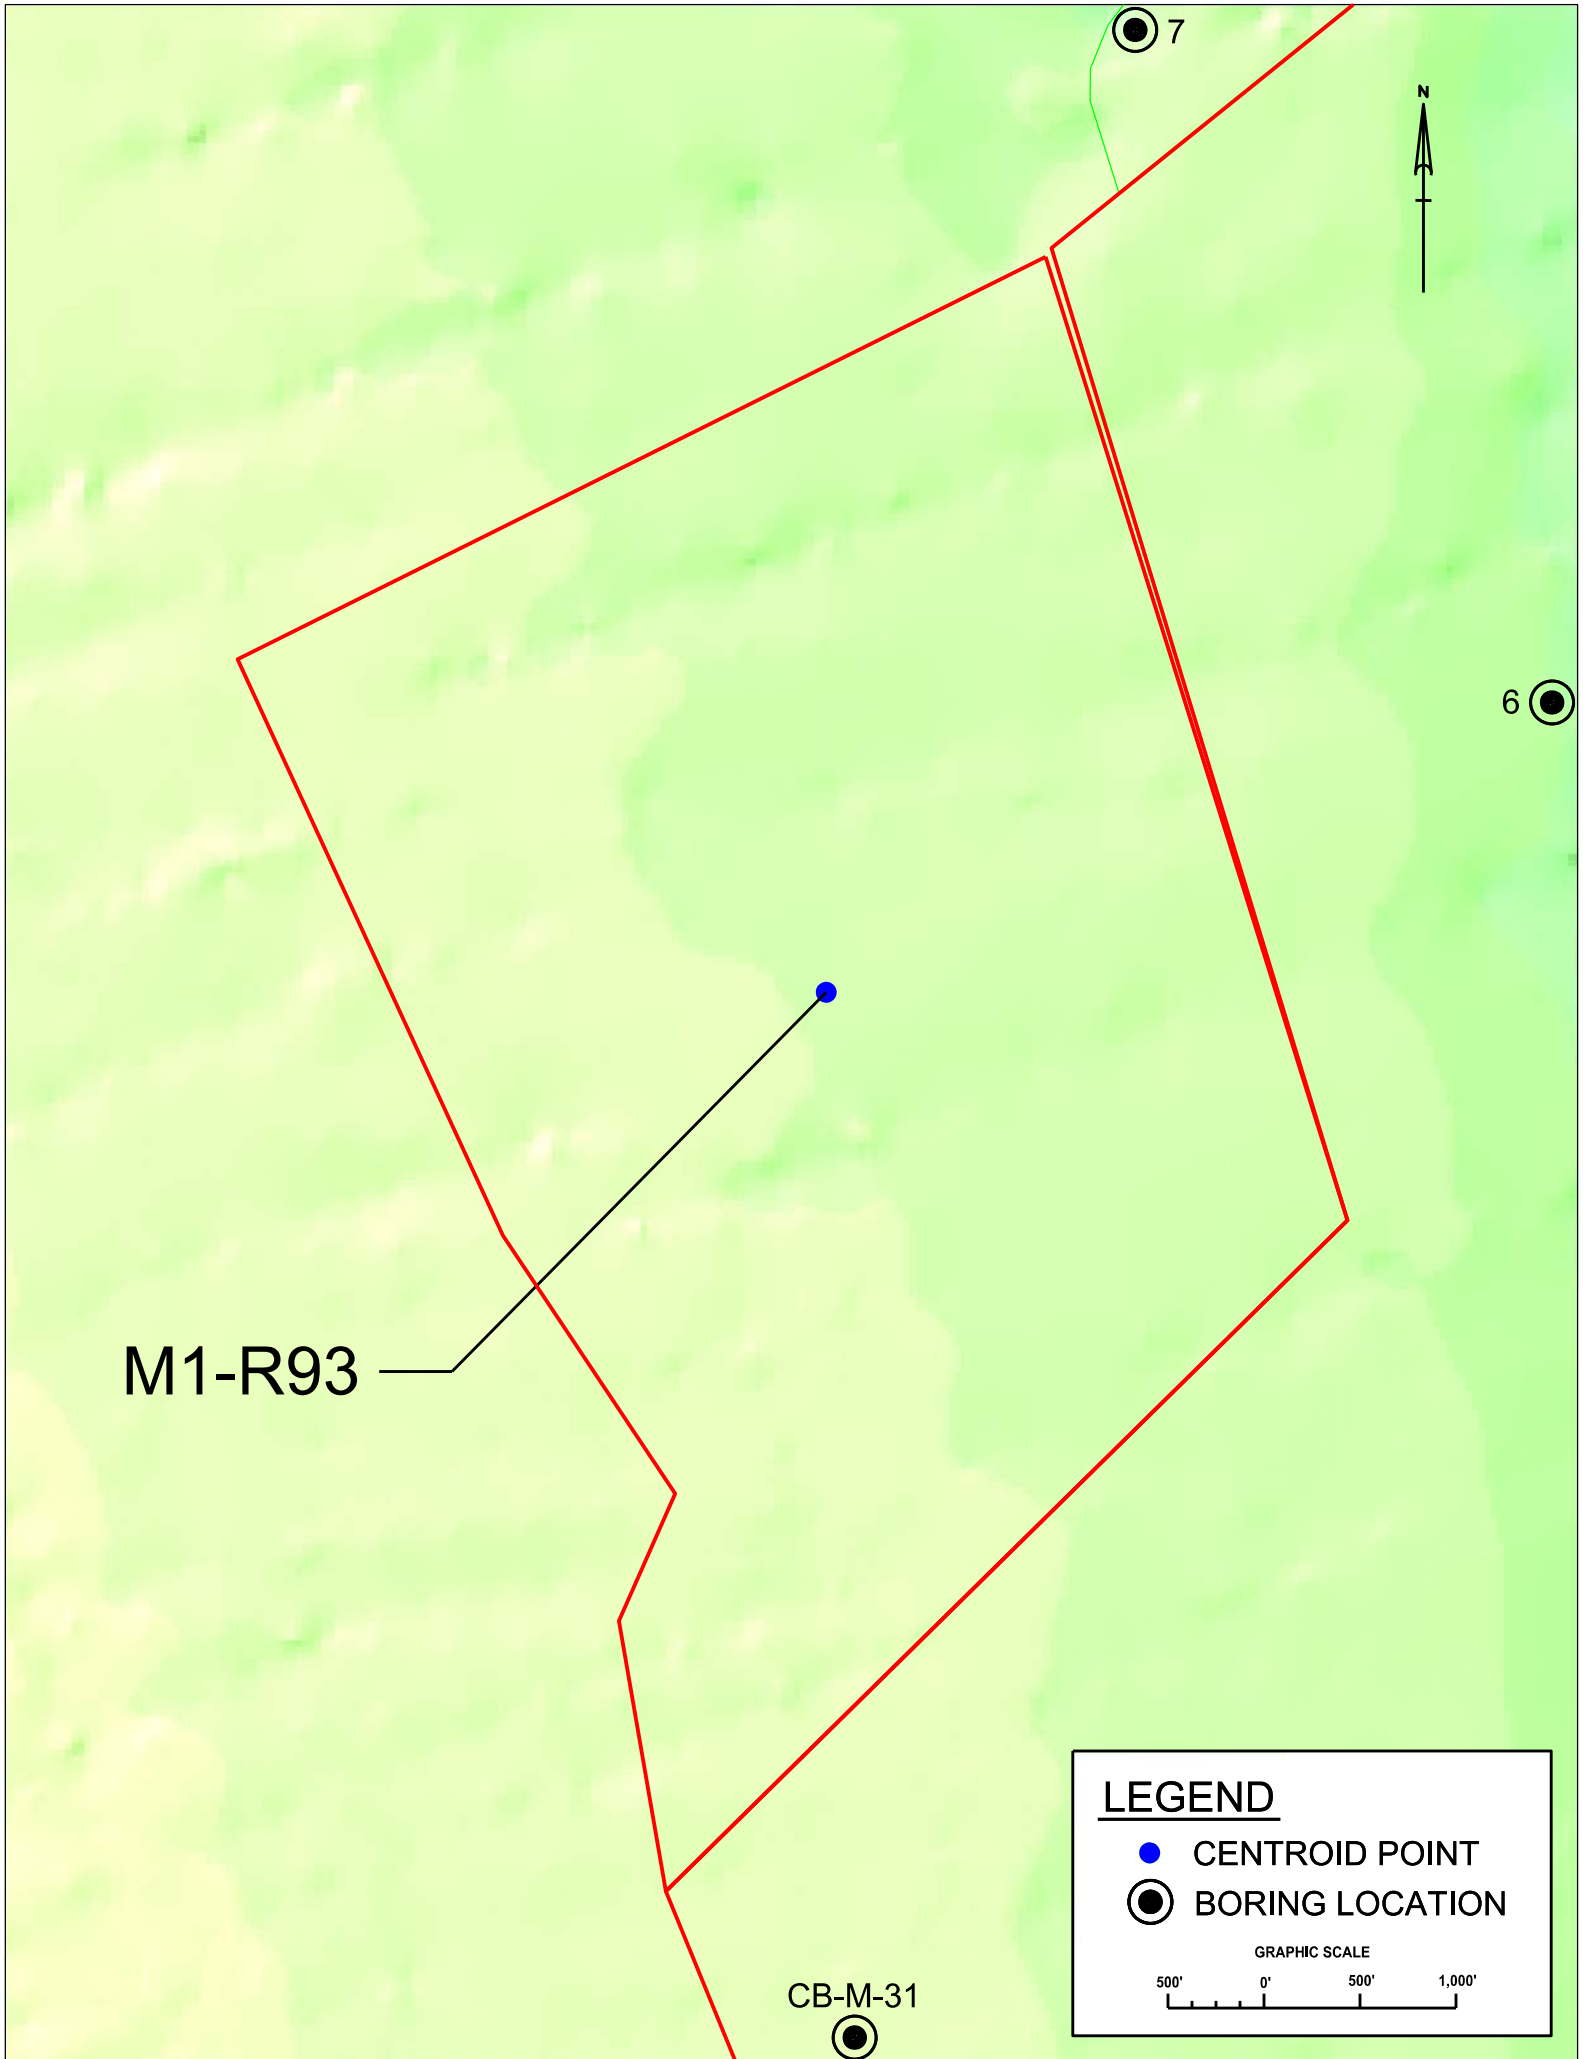 7
N
6
M1-R93
LEGEND
CENTROID POINT
BORING LOCATION
GRAPHIC SCALE
500' 0' 500' 1,000'
CB-M-31